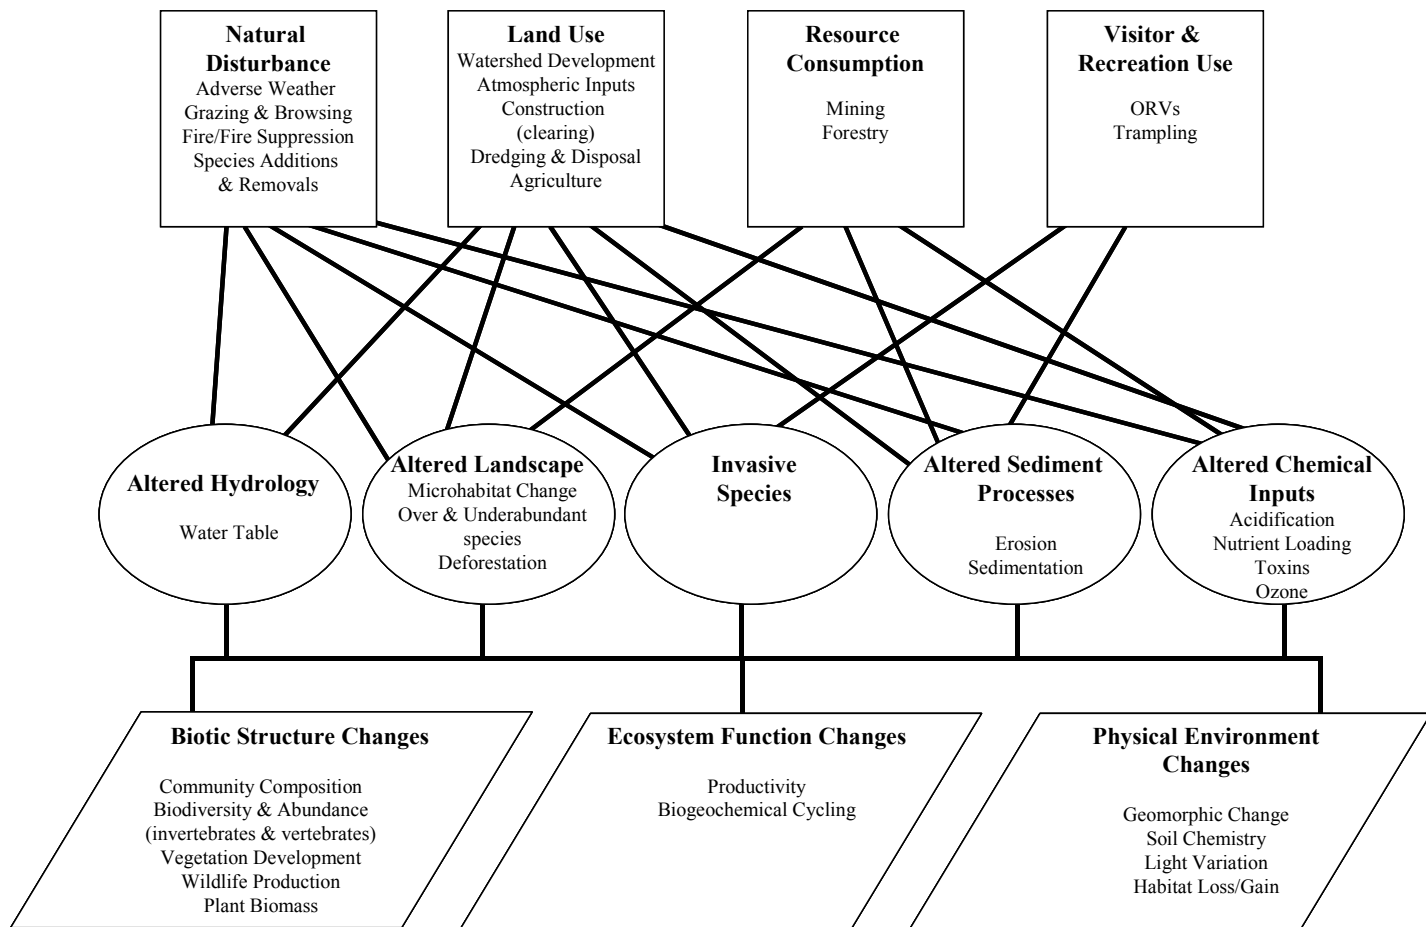 Natural
Disturbance
Adverse Weather
Grazing & Browsing
Fire/Fire Suppression
Species Additions
& Removals
Land Use
Watershed Development
Atmospheric Inputs
Construction
(clearing)
Dredging & Disposal
Agriculture
Resource
Consumption
Mining
Forestry
Visitor &
Recreation Use
ORVs
Trampling
Altered Hydrology
Water Table
Altered Landscape
Microhabitat Change
Over & Underabundant
species
Deforestation
Invasive
Species
Altered Sediment
Processes
Erosion
Sedimentation
Altered Chemical
Inputs
Acidification
Nutrient Loading
Toxins
Ozone
Biotic Structure Changes
Community Composition
Biodiversity & Abundance
(invertebrates & vertebrates)
Vegetation Development
Wildlife Production
Plant Biomass
Ecosystem Function Changes
Productivity
Biogeochemical Cycling
Physical Environment
Changes
Geomorphic Change
Soil Chemistry
Light Variation
Habitat Loss/Gain